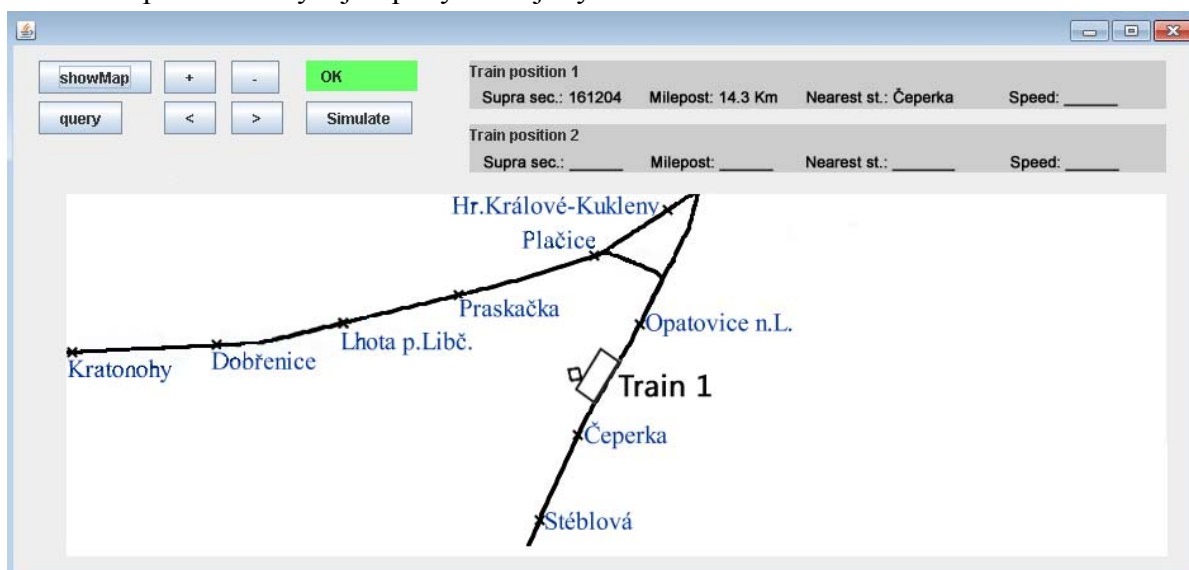 showMap + - OK
query < > Simulate
Train position 1
Supra sec.: 161204 Milepost: 14.3 Km Nearest st.: Čeperka Speed: ______
Train position 2
Supra sec.: ______ Milepost: ______ Nearest st.: ______ Speed: ______
Hr.Králové-Kukleny
Plačice
Praskačka
Opatovice n.L.
Lhota p.Libč.
Dobřenice
Kratonohy
Train 1
Čeperka
Stéblová